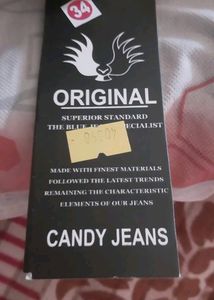 34
ORIGINAL
SUPERIOR STANDARD
THE BLUE SPECIALIST
MADE WITH FINEST MATERIALS
FOLLOWED THE LATEST TRENDS
REMAINING THE CHARACTERISTIC
ELEMENTS OF OUR JEANS
CANDY JEANS